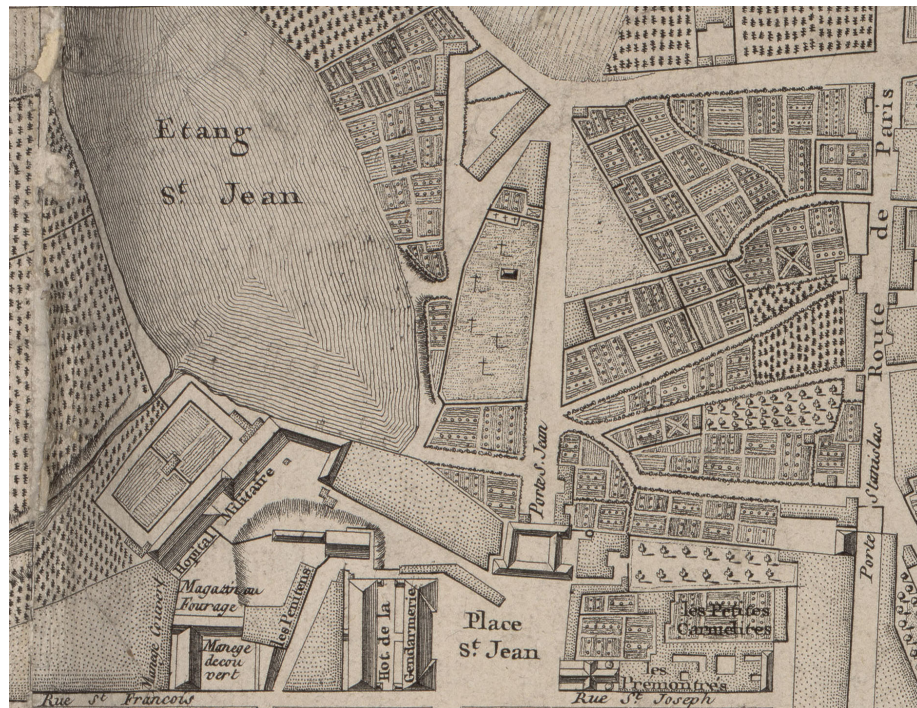 Etang
St. Jean
Route de Paris
Porte St. Jean
Porte Stanislas
Hopital Militaire
Magasin au
Fourage
les Penitens
Manege Couvert
Manege
decou
vert
Hot. de la
Gendarmerie
Place
St. Jean
les Petites
Carmelites
les
Premontrés
Rue St. Francois
Rue St. Joseph